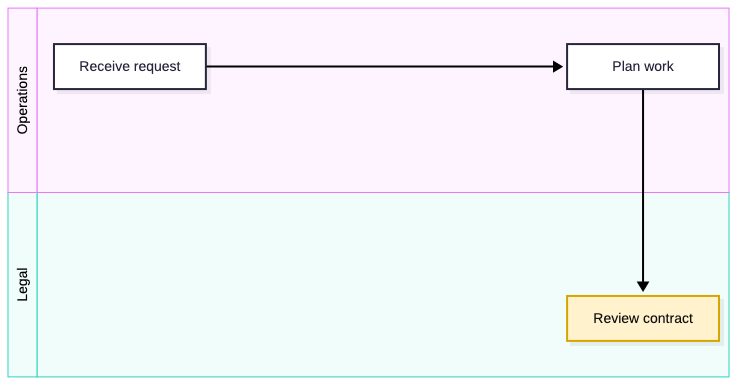 Operations
Receive request
Plan work
Legal
Review contract